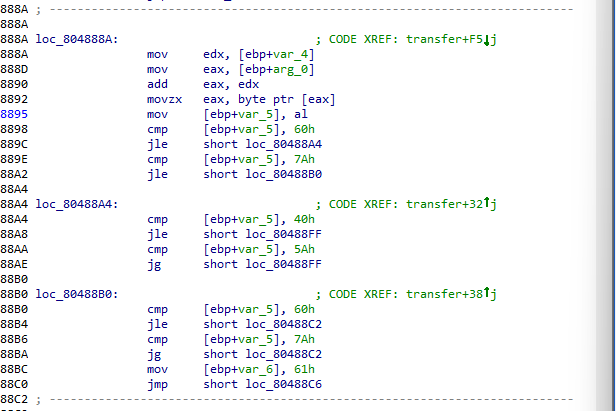 888A ; ---------------------------------------------------------------------------
888A
888A loc_804888A: ; CODE XREF: transfer+F5↓j
888A mov edx, [ebp+var_4]
888D mov eax, [ebp+arg_0]
8890 add eax, edx
8892 movzx eax, byte ptr [eax]
8895 mov [ebp+var_5], al
8898 cmp [ebp+var_5], 60h
889C jle short loc_80488A4
889E cmp [ebp+var_5], 7Ah
88A2 jle short loc_80488B0
88A4
88A4 loc_80488A4: ; CODE XREF: transfer+32↑j
88A4 cmp [ebp+var_5], 40h
88A8 jle short loc_80488FF
88AA cmp [ebp+var_5], 5Ah
88AE jg short loc_80488FF
88B0
88B0 loc_80488B0: ; CODE XREF: transfer+38↑j
88B0 cmp [ebp+var_5], 60h
88B4 jle short loc_80488C2
88B6 cmp [ebp+var_5], 7Ah
88BA jg short loc_80488C2
88BC mov [ebp+var_6], 61h
88C0 jmp short loc_80488C6
88C2 ; ---------------------------------------------------------------------------